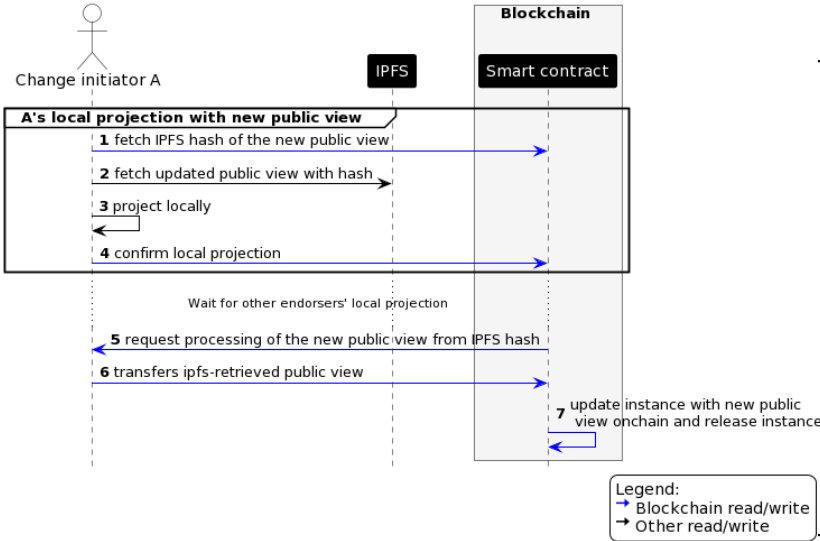 Blockchain
IPFS
Smart contract
Change initiator A
A's local projection with new public view
1 fetch IPFS hash of the new public view
2 fetch updated public view with hash
3 project locally
4 confirm local projection
Wait for other endorsers' local projection
5 request processing of the new public view from IPFS hash
6 transfers ipfs-retrieved public view
7 update instance with new public
view onchain and release instance
Legend:
Blockchain read/write
Other read/write